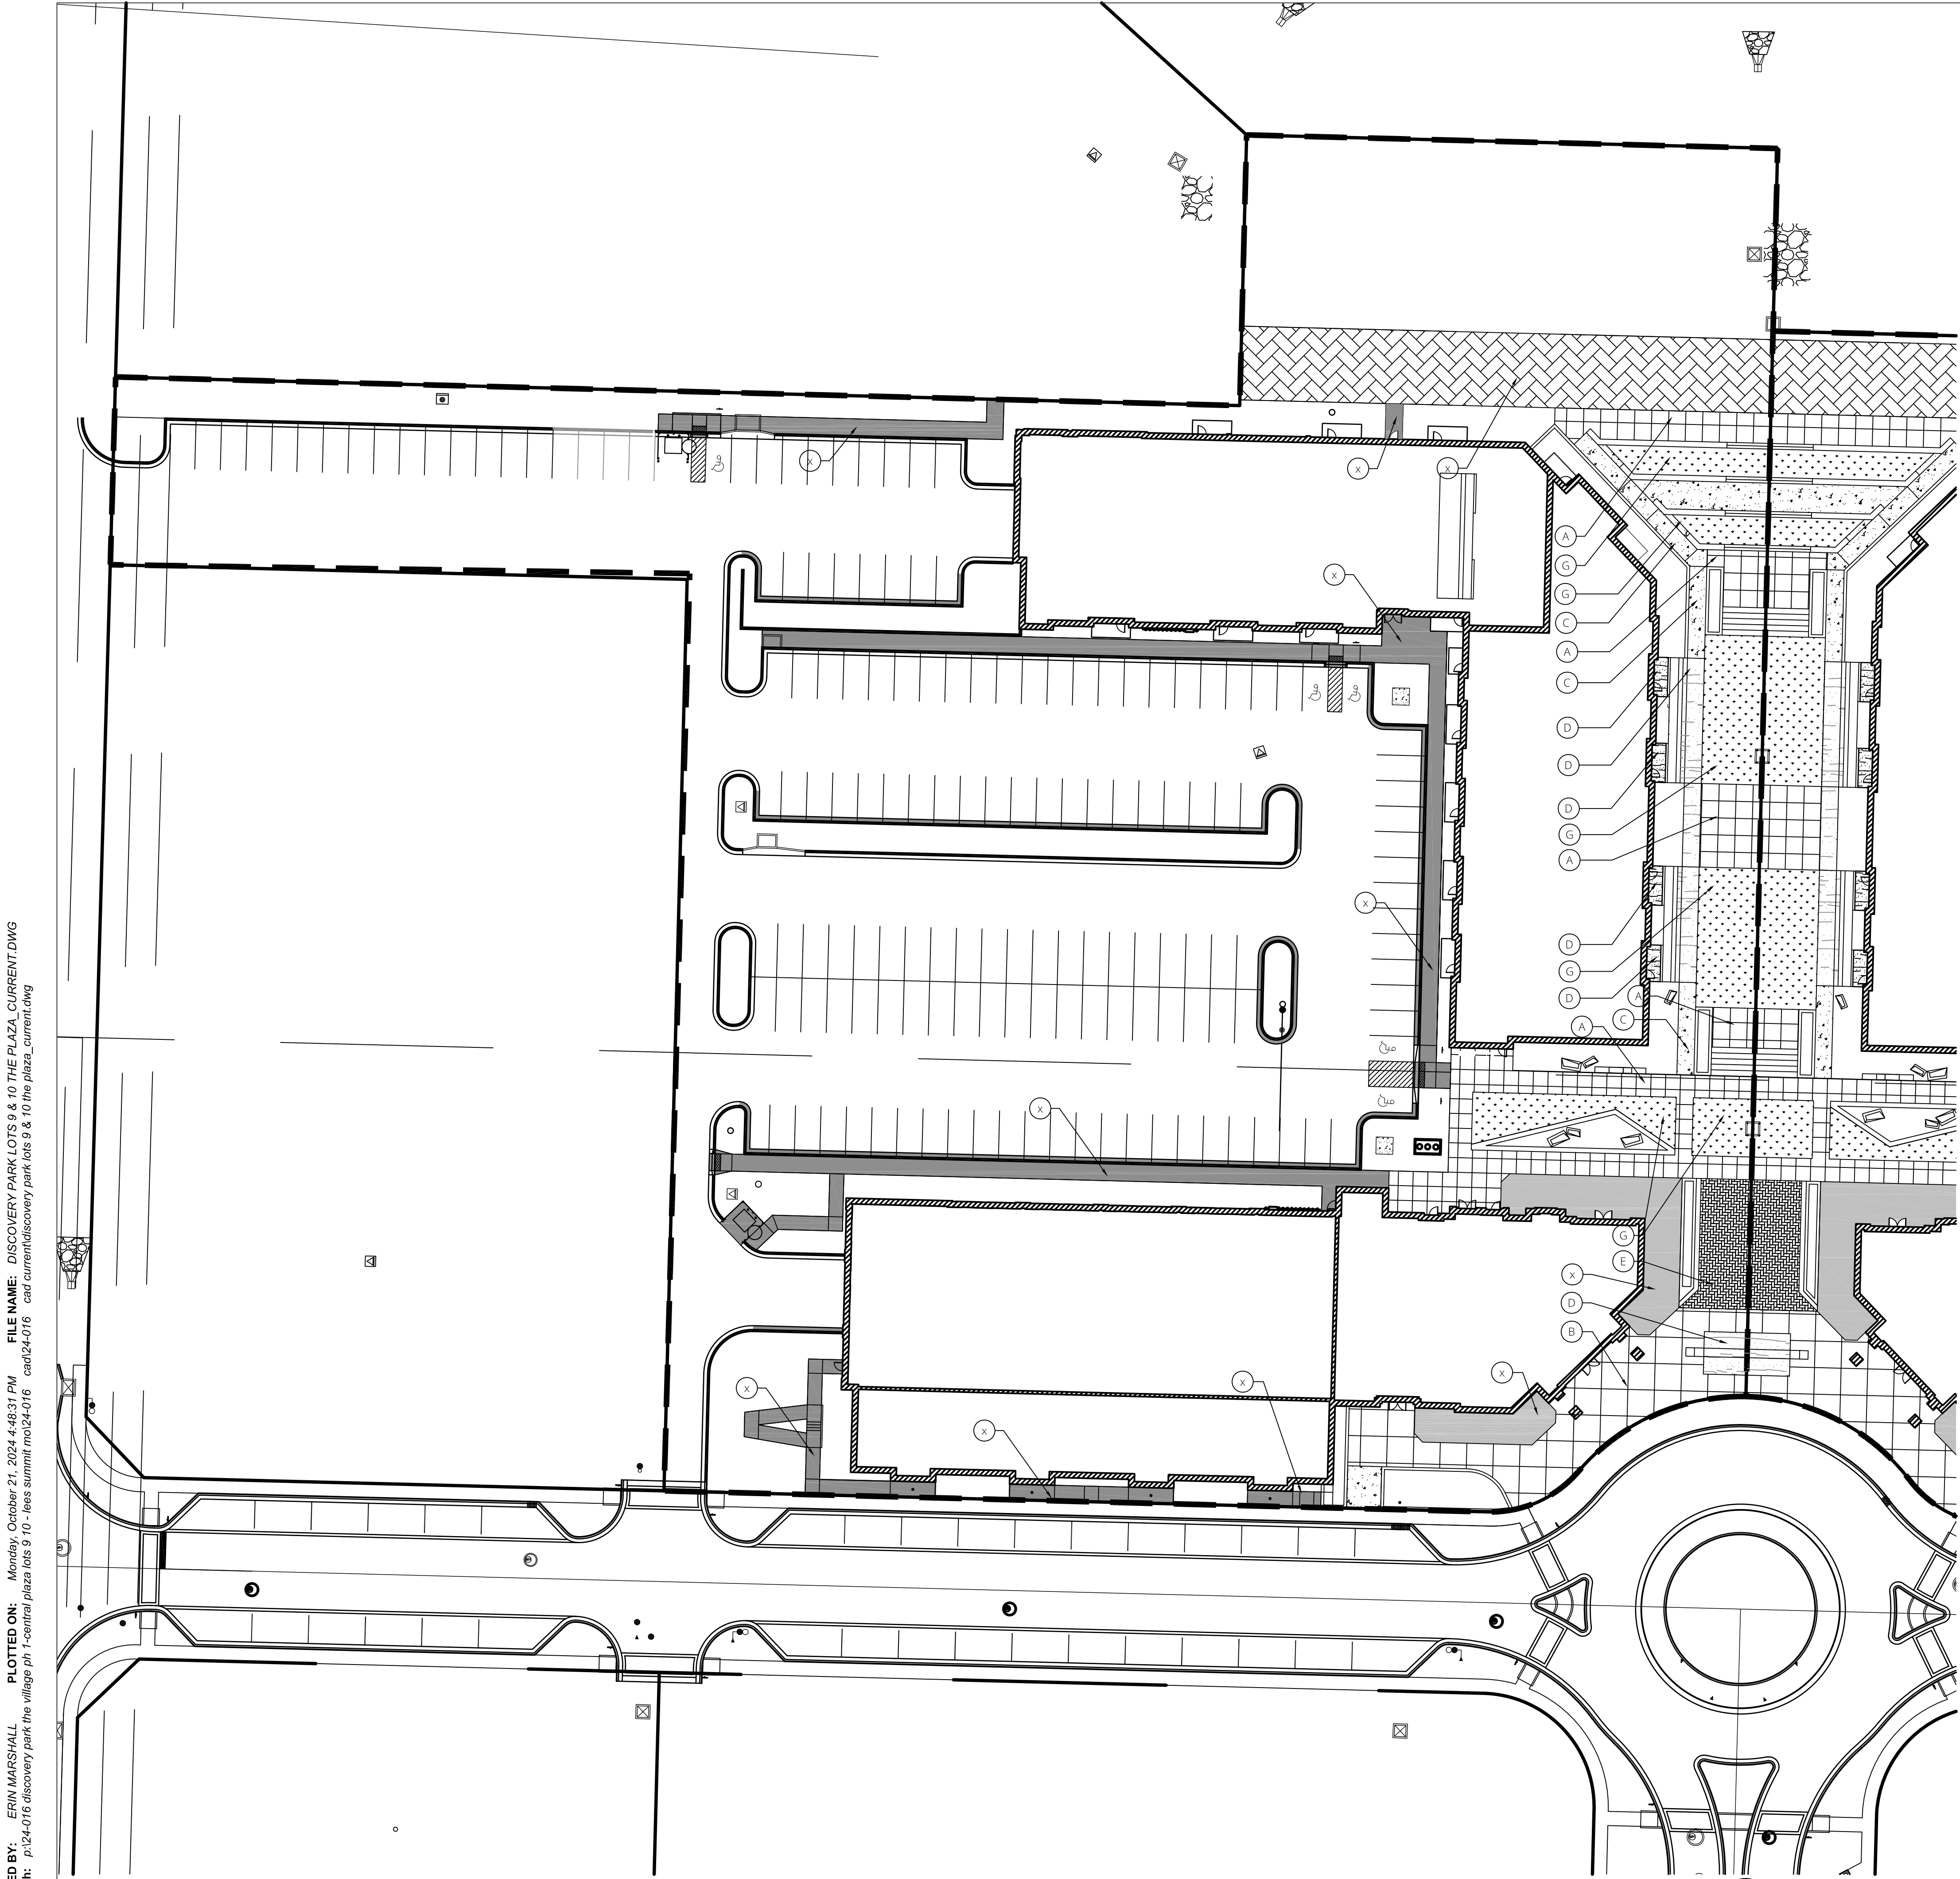 ED BY: ERIN MARSHALL PLOTTED ON: Monday, October 21, 2024 4:48:31 PM FILE NAME: DISCOVERY PARK LOTS 9 & 10 THE PLAZA_CURRENT.DWG
h: p:\24-016 discovery park the village ph 1-central plaza lots 9 10 - lees summit mo\24-016 cad\24-016 cad current\discovery park lots 9 & 10 the plaza_current.dwg
X
X
X
A
G
X
G
C
A
C
D
D
D
G
A
X
D
G
D
A
C
A
X
G
E
X
D
B
X
X
X
X